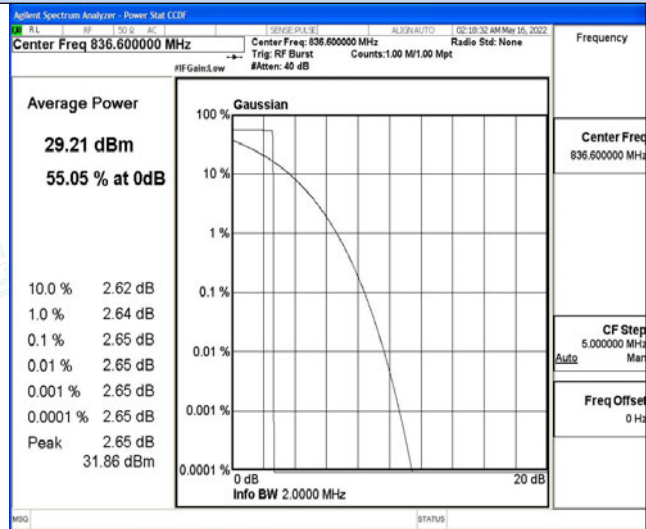 Agilent Spectrum Analyzer - Power Stat CCDF
RL RF 50 Ω AC SENSE:PULSE ALIGNAUTO 02:18:32 AM May 16, 2022
Center Freq 836.600000 MHz
Center Freq: 836.600000 MHz Radio Std: None
Trig: RF Burst Counts:1.00 M/1.00 Mpt
#IFGain:Low #Atten: 40 dB
Frequency
Average Power
29.21 dBm
55.05 % at 0dB
10.0 % 2.62 dB
1.0 % 2.64 dB
0.1 % 2.65 dB
0.01 % 2.65 dB
0.001 % 2.65 dB
0.0001 % 2.65 dB
Peak 2.65 dB
31.86 dBm
Gaussian
100 %
10 %
1 %
0.1 %
0.01 %
0.001 %
0.0001 %
0 dB 20 dB
Info BW 2.0000 MHz
Center Freq
836.600000 MHz
CF Step
5.000000 MHz
Auto Man
Freq Offset
0 Hz
MSG STATUS